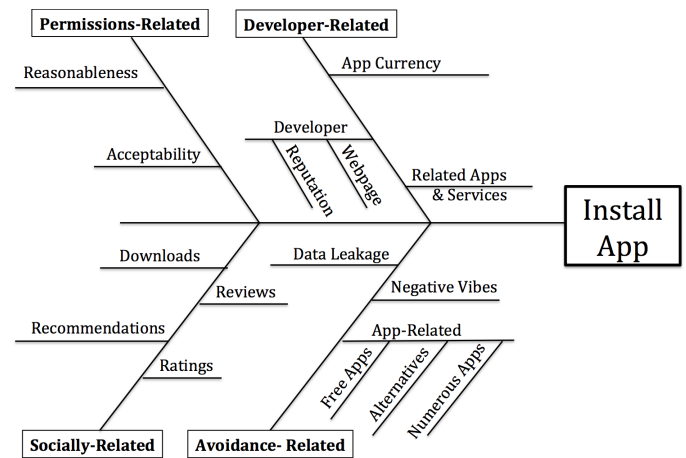 Permissions-Related
Developer-Related
Reasonableness
App Currency
Developer
Acceptability
Reputation
Webpage
Related Apps
& Services
Install
App
Downloads
Data Leakage
Reviews
Negative Vibes
Recommendations
App-Related
Ratings
Free Apps
Alternatives
Numerous Apps
Socially-Related
Avoidance- Related